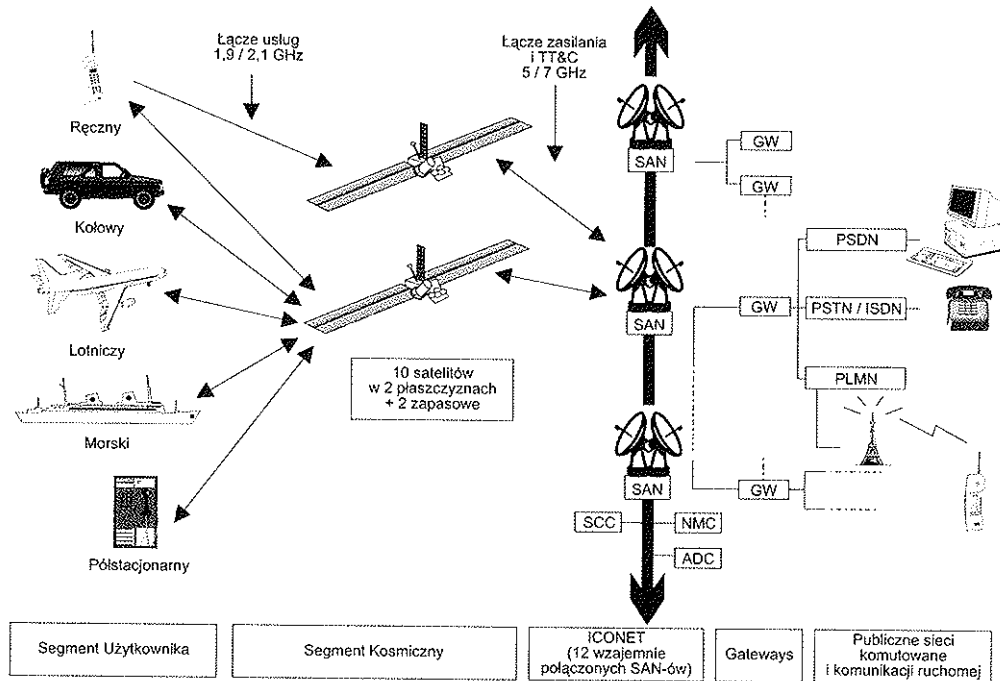 Łącze usług
1,9 / 2,1 GHz
Łącze zasilania
i TT&C
5 / 7 GHz
Ręczny
Kołowy
Lotniczy
Morski
Półstacjonarny
10 satelitów
w 2 płaszczyznach
+ 2 zapasowe
SAN
GW
GW
SAN
GW
PSDN
PSTN / ISDN
PLMN
SAN
GW
SCC
NMC
ADC
Segment Użytkownika
Segment Kosmiczny
ICONET
(12 wzajemnie
połączonych SAN-ów)
Gateways
Publiczne sieci
komutowane
i komunikacji ruchomej